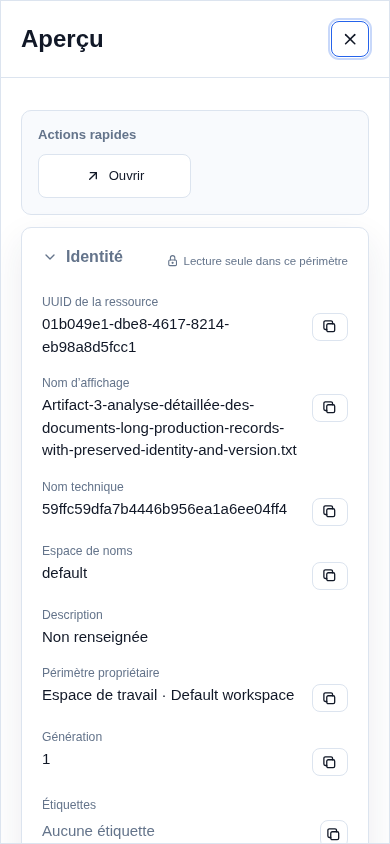 Aperçu
Actions rapides
Ouvrir
Identité
Lecture seule dans ce périmètre
UUID de la ressource
01b049e1-dbe8-4617-8214-
eb98a8d5fcc1
Nom d’affichage
Artifact-3-analyse-détaillée-des-
documents-long-production-records-
with-preserved-identity-and-version.txt
Nom technique
59ffc59dfa7b4446b956ea1a6ee04ff4
Espace de noms
default
Description
Non renseignée
Périmètre propriétaire
Espace de travail · Default workspace
Génération
1
Étiquettes
Aucune étiquette